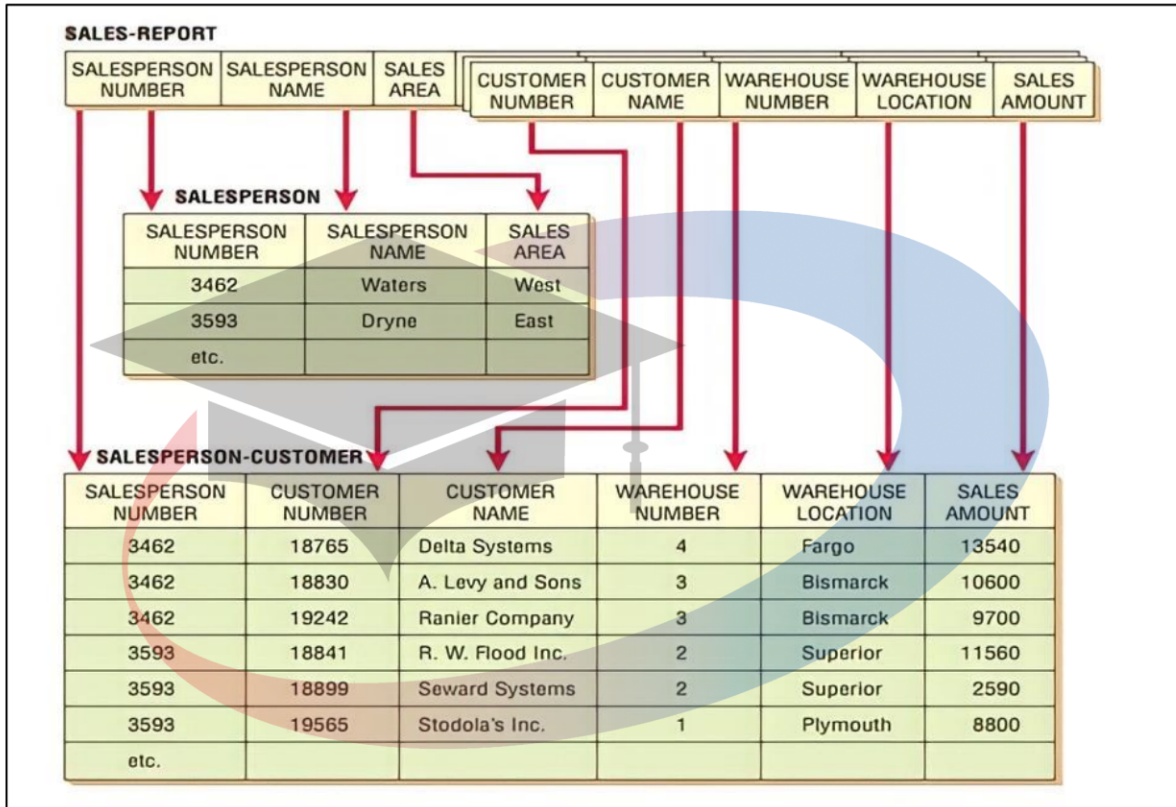 SALES-REPORT
SALESPERSON NUMBER SALESPERSON NAME SALES AREA CUSTOMER NUMBER CUSTOMER NAME WAREHOUSE NUMBER WAREHOUSE LOCATION SALES AMOUNT
SALESPERSON
SALESPERSON NUMBER SALESPERSON NAME SALES AREA
3462 Waters West
3593 Dryne East
etc.
SALESPERSON-CUSTOMER
SALESPERSON NUMBER CUSTOMER NUMBER CUSTOMER NAME WAREHOUSE NUMBER WAREHOUSE LOCATION SALES AMOUNT
3462 18765 Delta Systems 4 Fargo 13540
3462 18830 A. Levy and Sons 3 Bismarck 10600
3462 19242 Ranier Company 3 Bismarck 9700
3593 18841 R. W. Flood Inc. 2 Superior 11560
3593 18899 Seward Systems 2 Superior 2590
3593 19565 Stodola's Inc. 1 Plymouth 8800
etc.